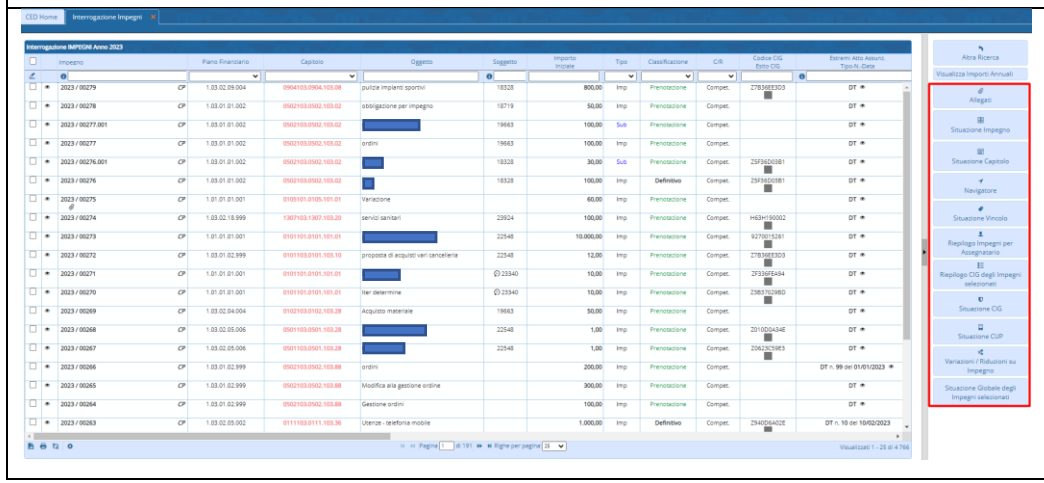 CED Home Interrogazione Impegni ×
Interrogazione IMPEGNI Anno 2023
Impegno Piano Finanziario Capitolo Oggetto Soggetto Importo Iniziale Tipo Classificazione C/R Codice CIG Esito CIG Estremi Atto Assunz. Tipo-N.-Data
2023 / 00279 CP 1.03.02.09.004 0904103.0904.103.08 pulizie impianti sportivi 18328 800,00 Imp Prenotazione Compet. Z7B36EE3D3 DT
2023 / 00278 CP 1.03.01.01.002 0502103.0502.103.02 obbligazione per impegno 18719 50,00 Imp Prenotazione Compet. DT
2023 / 00277.001 CP 1.03.01.01.002 0502103.0502.103.02 19663 100,00 Sub Prenotazione Compet. DT
2023 / 00277 CP 1.03.01.01.002 0502103.0502.103.02 ordini 19663 100,00 Imp Prenotazione Compet. DT
2023 / 00276.001 CP 1.03.01.01.002 0502103.0502.103.02 18328 30,00 Sub Prenotazione Compet. Z5F36D03B1 DT
2023 / 00276 CP 1.03.01.01.002 0502103.0502.103.02 18328 100,00 Imp Definitivo Compet. Z5F36D03B1 DT
2023 / 00275 CP 1.01.01.01.001 0105101.0105.101.01 Variazione 60,00 Imp Prenotazione Compet. DT
2023 / 00274 CP 1.03.02.18.999 1307103.1307.103.20 servizi sanitari 23924 100,00 Imp Prenotazione Compet. H63H190002 DT
2023 / 00273 CP 1.01.01.01.001 0101101.0101.101.01 22548 10.000,00 Imp Prenotazione Compet. 9270015261 DT
2023 / 00272 CP 1.03.01.02.999 0101103.0101.103.10 proposta di acquisti vari cancelleria 22548 12,00 Imp Prenotazione Compet. Z7B36EE3D3 DT
2023 / 00271 CP 1.01.01.01.001 0101101.0101.101.01 23340 10,00 Imp Prenotazione Compet. ZF336FEA94 DT
2023 / 00270 CP 1.01.01.01.001 0101101.0101.101.01 Iter determine 23340 10,00 Imp Prenotazione Compet. Z3B37029BD DT
2023 / 00269 CP 1.03.02.04.004 0102103.0102.103.28 Acquisto materiale 19663 50,00 Imp Prenotazione Compet. DT
2023 / 00268 CP 1.03.02.05.006 0501103.0501.103.28 22548 1,00 Imp Prenotazione Compet. Z010D0A34E DT
2023 / 00267 CP 1.03.02.05.006 0501103.0501.103.28 22548 1,00 Imp Prenotazione Compet. Z0623C59E3 DT
2023 / 00266 CP 1.03.01.02.999 0502103.0502.103.88 ordini 200,00 Imp Prenotazione Compet. DT n. 99 del 01/01/2023
2023 / 00265 CP 1.03.01.02.999 0502103.0502.103.88 Modifica alla gestione ordine 300,00 Imp Prenotazione Compet. DT
2023 / 00264 CP 1.03.01.02.999 0502103.0502.103.88 Gestione ordini 100,00 Imp Prenotazione Compet. DT
2023 / 00263 CP 1.03.02.05.002 0111103.0111.103.36 Utenze - telefonia mobile 1.000,00 Imp Definitivo Compet. Z940D6A02E DT n. 10 del 10/02/2023
Pagina 1 di 191 Righe per pagina 25 Visualizzati 1 - 25 di 4 766
Altra Ricerca
Visualizza Importi Annuali
Allegati
Situazione Impegno
Situazione Capitolo
Navigatore
Situazione Vincolo
Riepilogo Impegni per
Assegnatario
Riepilogo CIG degli Impegni
selezionati
Situazione CIG
Situazione CUP
Variazioni / Riduzioni su
Impegno
Situazione Globale degli
Impegni selezionati